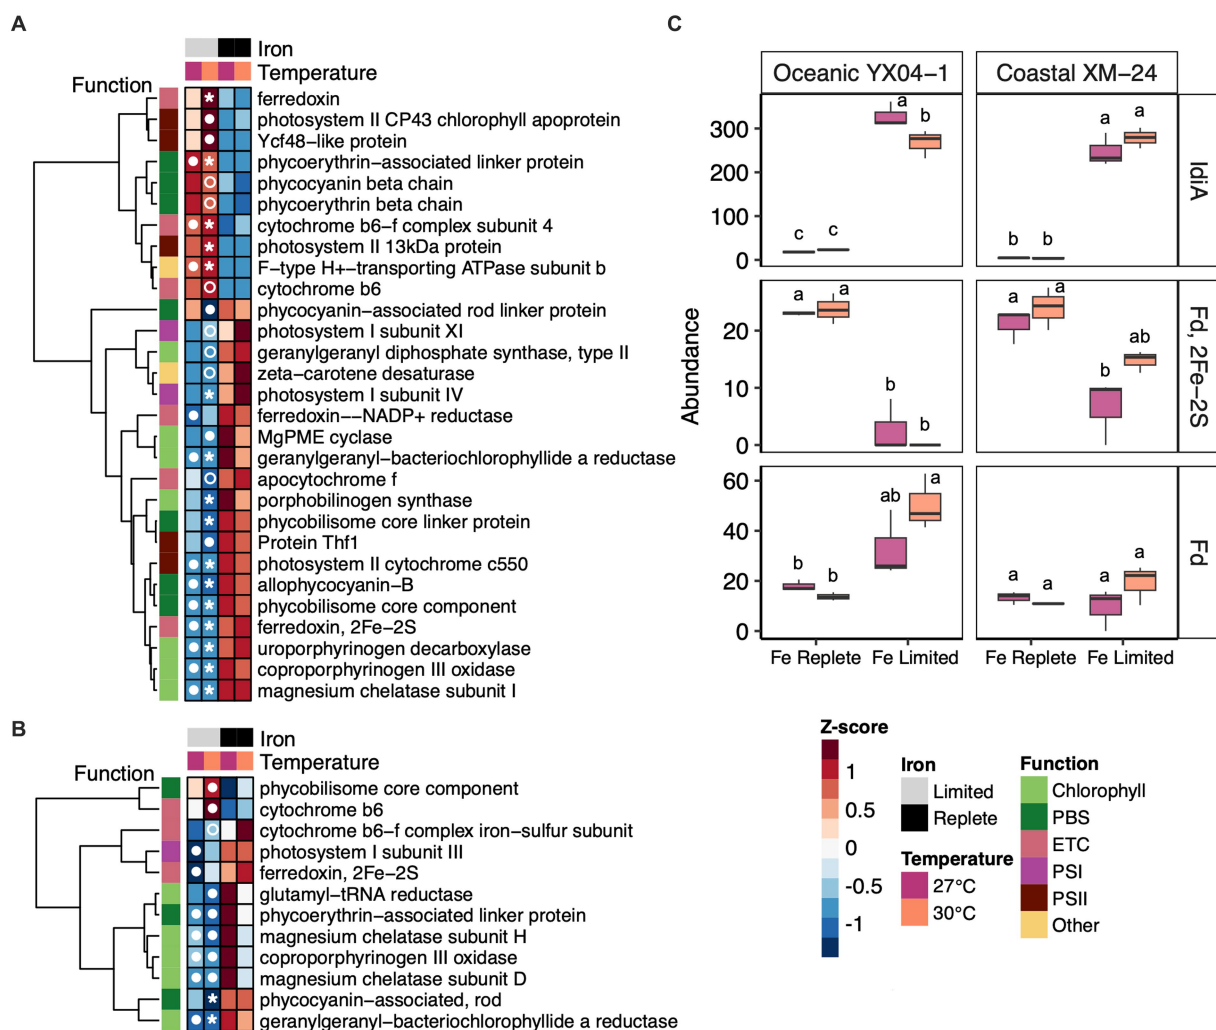 A
Iron
Temperature
Function
ferredoxin
photosystem II CP43 chlorophyll apoprotein
Ycf48−like protein
phycoerythrin−associated linker protein
phycocyanin beta chain
phycoerythrin beta chain
cytochrome b6−f complex subunit 4
photosystem II 13kDa protein
F−type H+−transporting ATPase subunit b
cytochrome b6
phycocyanin−associated rod linker protein
photosystem I subunit XI
geranylgeranyl diphosphate synthase, type II
zeta−carotene desaturase
photosystem I subunit IV
ferredoxin−−NADP+ reductase
MgPME cyclase
geranylgeranyl−bacteriochlorophyllide a reductase
apocytochrome f
porphobilinogen synthase
phycobilisome core linker protein
Protein Thf1
photosystem II cytochrome c550
allophycocyanin−B
phycobilisome core component
ferredoxin, 2Fe−2S
uroporphyrinogen decarboxylase
coproporphyrinogen III oxidase
magnesium chelatase subunit I
B
Iron
Temperature
Function
phycobilisome core component
cytochrome b6
cytochrome b6−f complex iron−sulfur subunit
photosystem I subunit III
ferredoxin, 2Fe−2S
glutamyl−tRNA reductase
phycoerythrin−associated linker protein
magnesium chelatase subunit H
coproporphyrinogen III oxidase
magnesium chelatase subunit D
phycocyanin−associated, rod
geranylgeranyl−bacteriochlorophyllide a reductase
C
Oceanic YX04−1
Coastal XM−24
Abundance
300
200
100
0
a
b
c
c
a
a
b
b
IdiA
20
10
0
a
a
b
b
a
a
b
ab
Fd, 2Fe−2S
60
40
20
0
b
b
ab
a
a
a
a
a
Fd
Fe Replete
Fe Limited
Fe Replete
Fe Limited
Z−score
1
0.5
0
-0.5
-1
Iron
Limited
Replete
Temperature
27°C
30°C
Function
Chlorophyll
PBS
ETC
PSI
PSII
Other